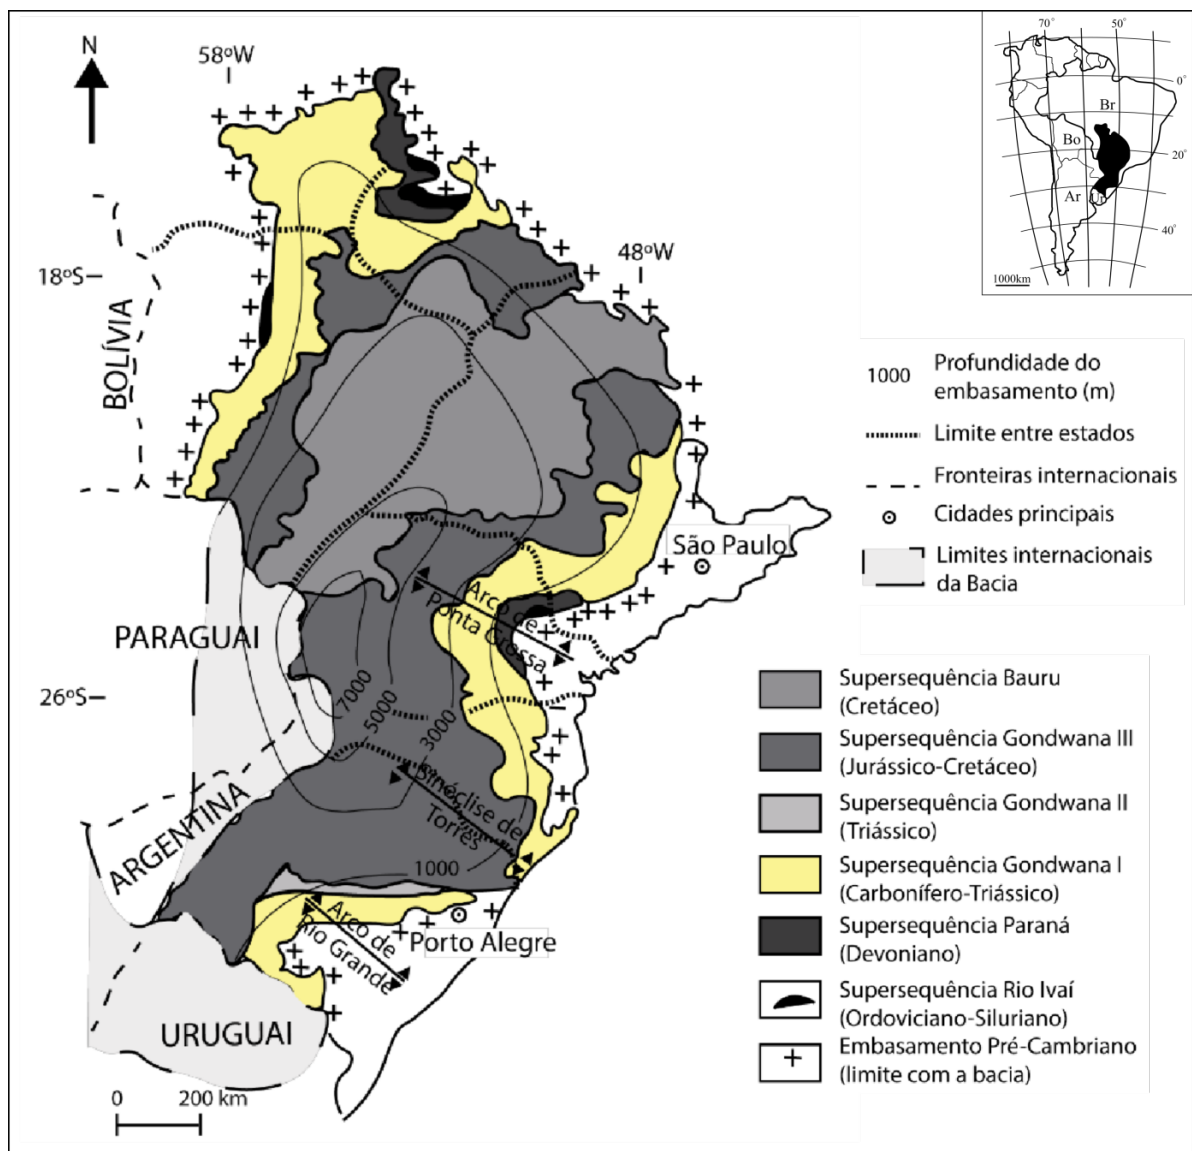 N
58ºW
48ºW
18ºS
26ºS
BOLÍVIA
PARAGUAI
ARGENTINA
URUGUAI
São Paulo
Porto Alegre
Arco de
Ponta Grossa
7000
5000
3000
1000
Sinéclise de
Torres
Arco de
Rio Grande
0 200 km
70° 50°
0°
20°
40°
Br
Bo
Ar
Ur
1000km
1000 Profundidade do
embasamento (m)
Limite entre estados
Fronteiras internacionais
Cidades principais
Limites internacionais
da Bacia
Supersequência Bauru
(Cretáceo)
Supersequência Gondwana III
(Jurássico-Cretáceo)
Supersequência Gondwana II
(Triássico)
Supersequência Gondwana I
(Carbonífero-Triássico)
Supersequência Paraná
(Devoniano)
Supersequência Rio Ivaí
(Ordoviciano-Siluriano)
Embasamento Pré-Cambriano
(limite com a bacia)